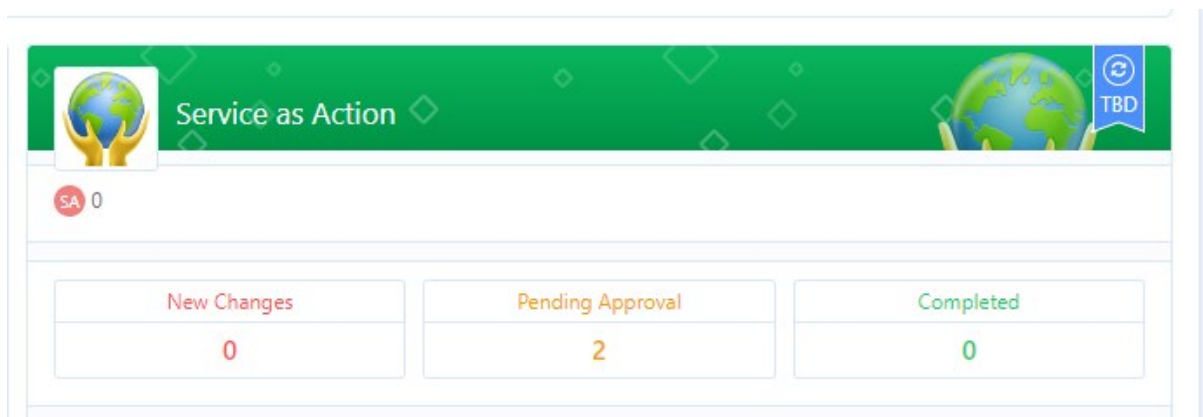 Service as Action
TBD
SA 0
New Changes
Pending Approval
Completed
0
2
0